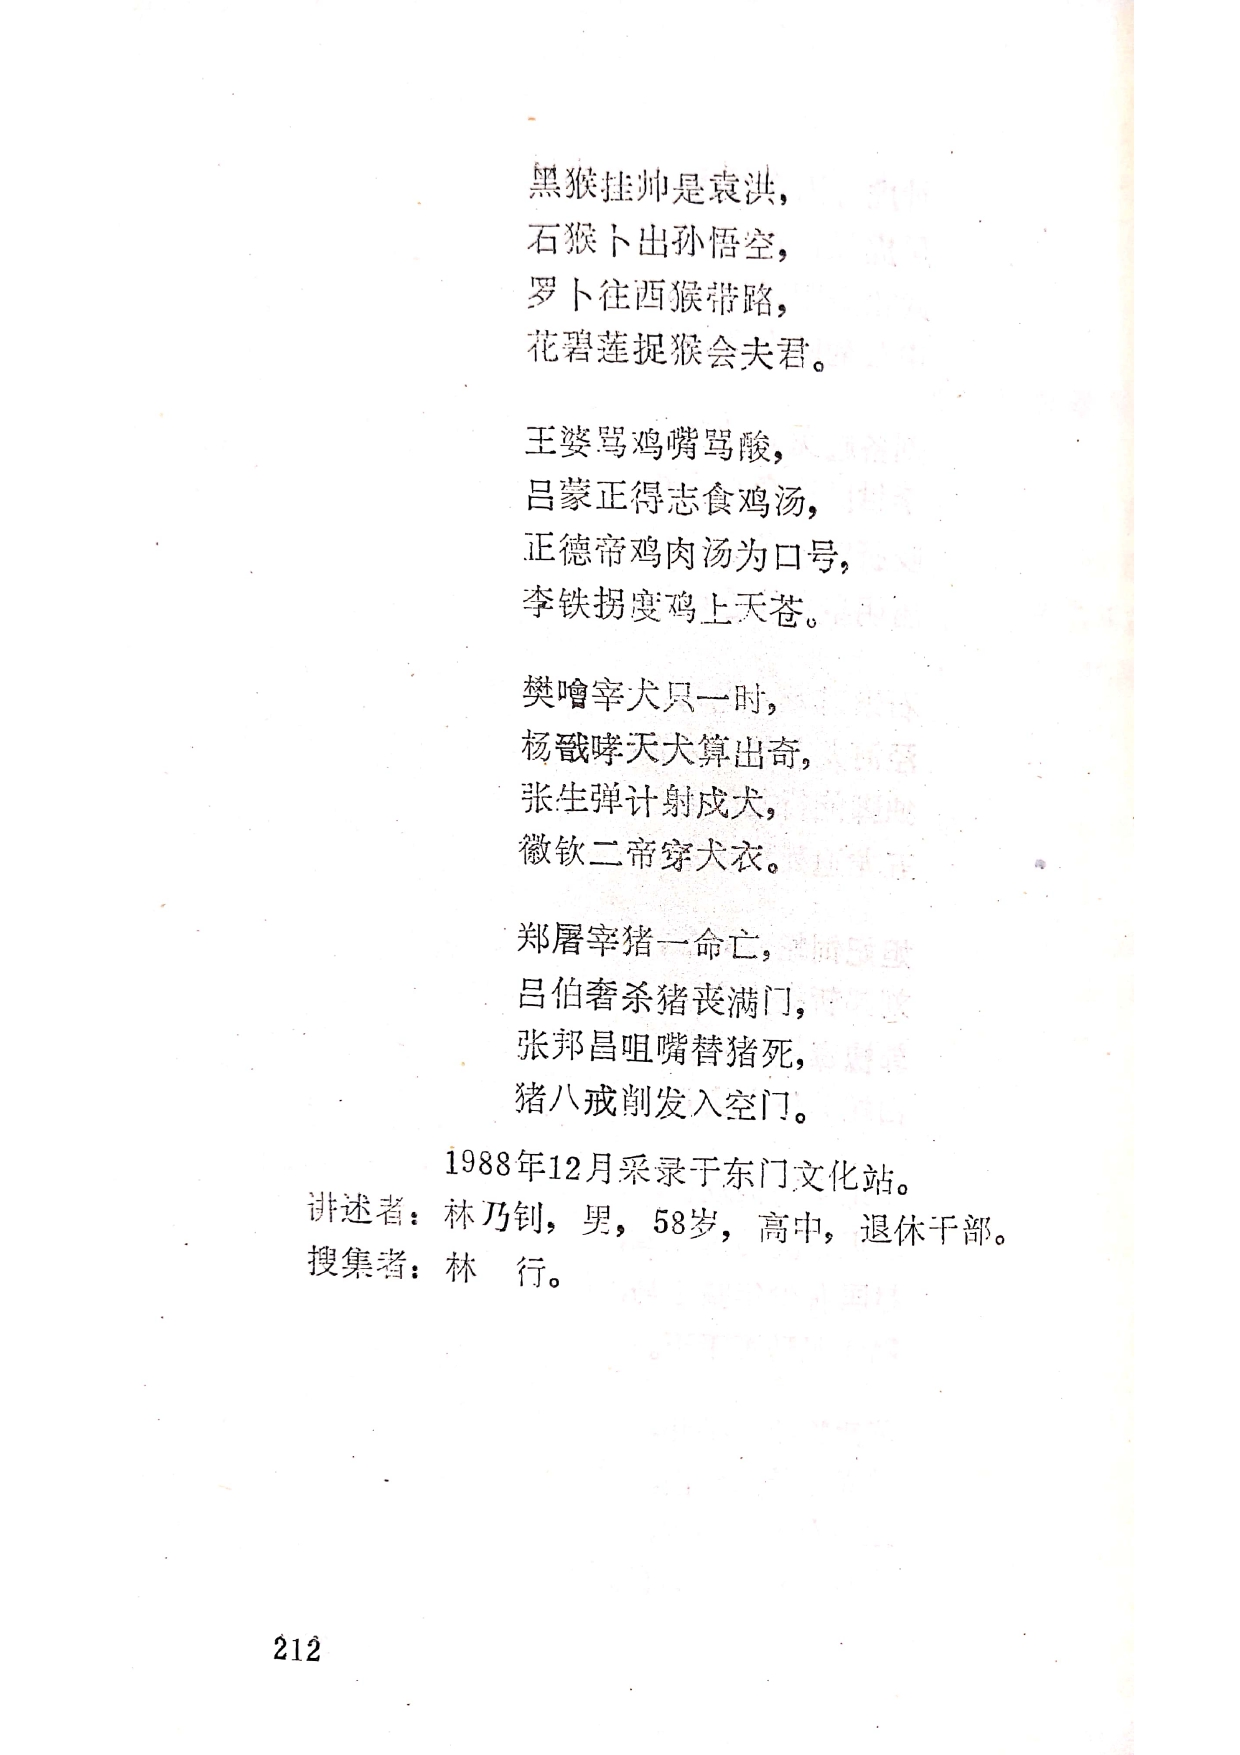 黑猴挂帅是袁洪，
石猴卜出孙悟空，
罗卜往西猴带路，
花碧莲捉猴会夫君。
王婆骂鸡嘴骂酸，
吕蒙正得志食鸡汤，
正德帝鸡肉汤为口号，
李铁拐度鸡上天苍。
樊噲宰犬只一时，
杨戬哮天犬算出奇，
张生弹计射戍犬，
徽钦二帝穿犬衣。
郑屠宰猪一命亡，
吕伯奢杀猪丧满门，
张邦昌咀嘴替猪死，
猪八戒削发入空门。
1988年12月采录于东门文化站。
讲述者：林乃钊，男，58岁，高中，退休干部。
搜集者：林　行。
212